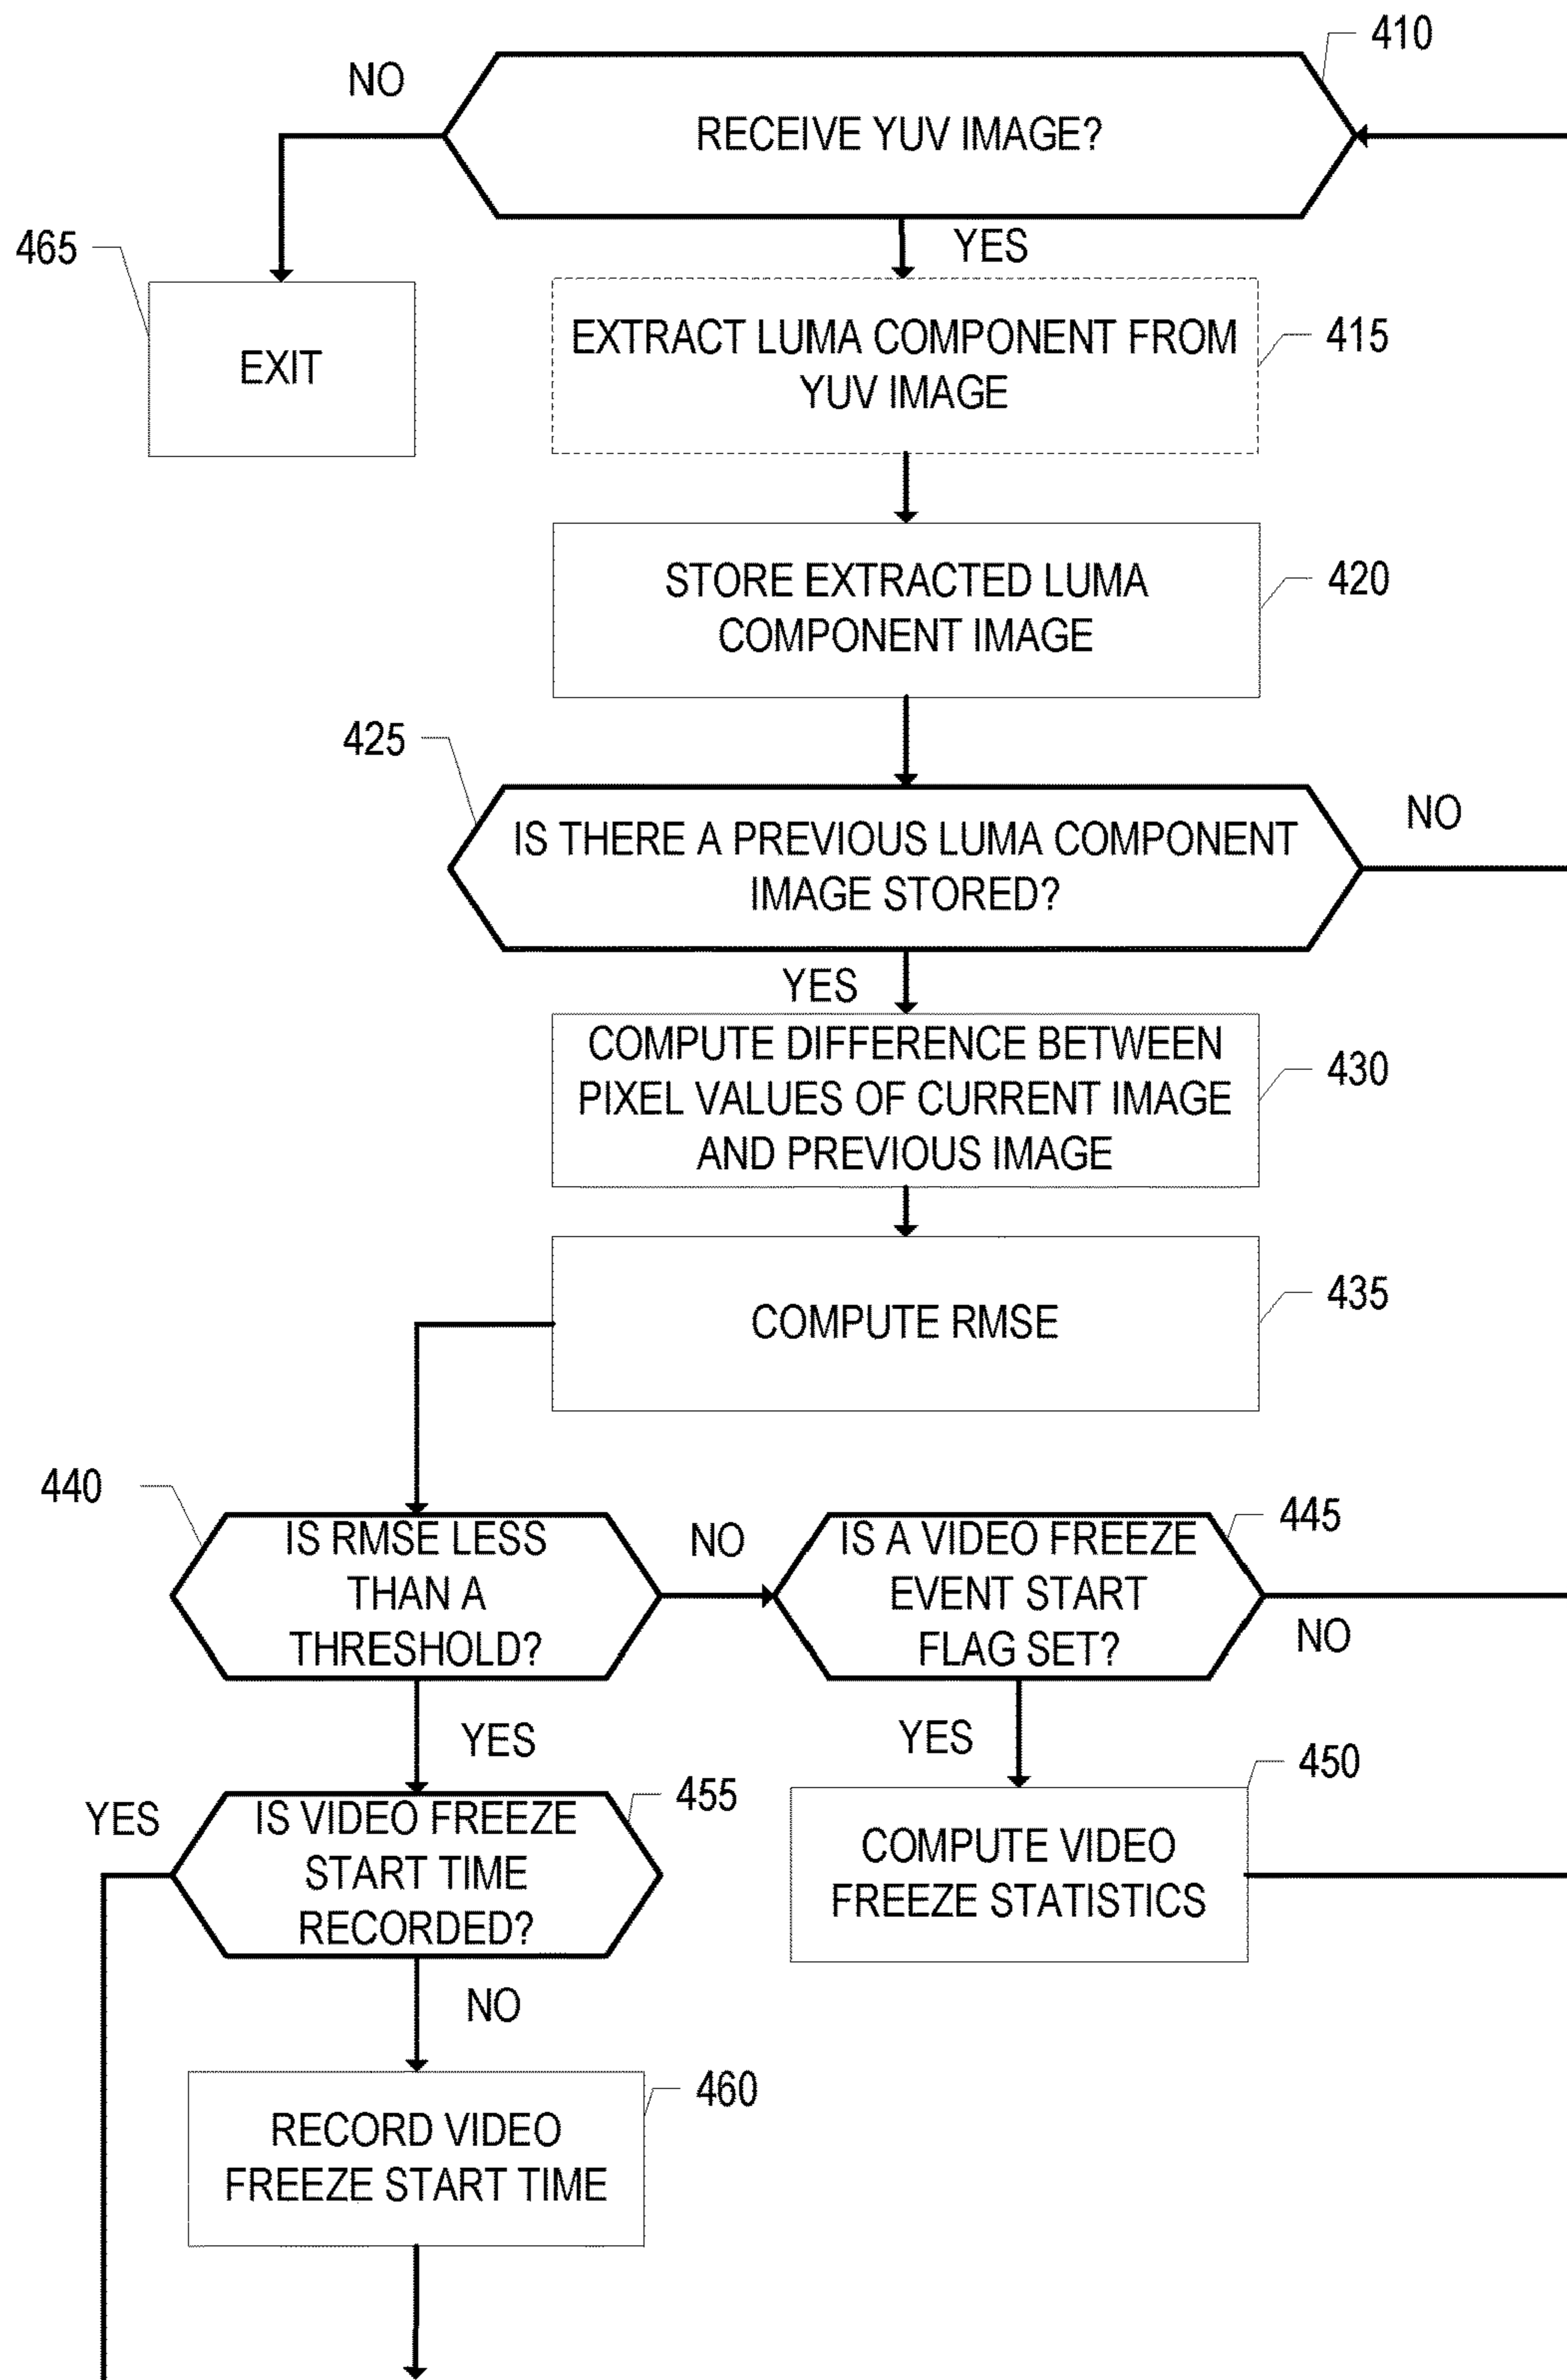 410
NO
RECEIVE YUV IMAGE?
465
YES
EXIT
EXTRACT LUMA COMPONENT FROM
YUV IMAGE
415
STORE EXTRACTED LUMA
COMPONENT IMAGE
420
425
IS THERE A PREVIOUS LUMA COMPONENT
IMAGE STORED?
NO
YES
COMPUTE DIFFERENCE BETWEEN
PIXEL VALUES OF CURRENT IMAGE
AND PREVIOUS IMAGE
430
COMPUTE RMSE
435
440
IS RMSE LESS
THAN A
THRESHOLD?
NO
IS A VIDEO FREEZE
EVENT START
FLAG SET?
445
NO
YES
YES
450
YES
IS VIDEO FREEZE
START TIME
RECORDED?
455
COMPUTE VIDEO
FREEZE STATISTICS
NO
460
RECORD VIDEO
FREEZE START TIME